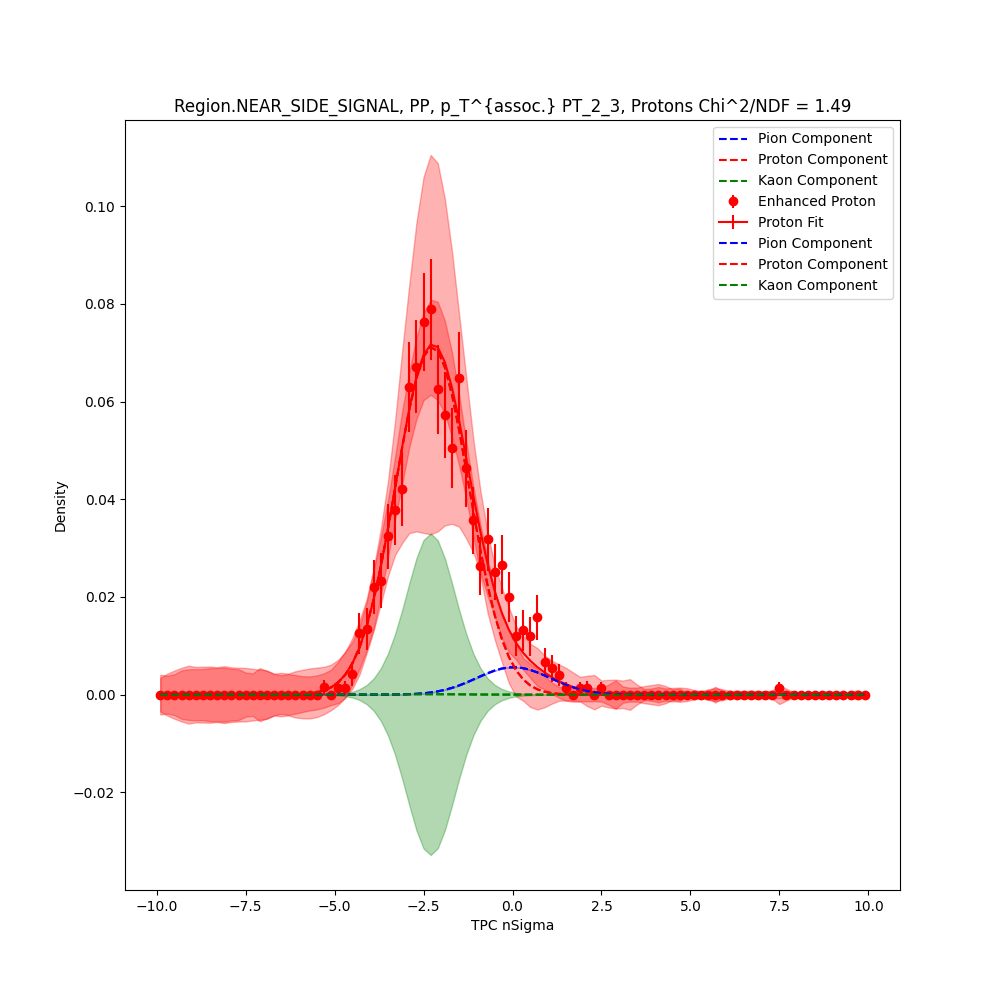 Region.NEAR_SIDE_SIGNAL, PP, p_T^{assoc.} PT_2_3, Protons Chi^2/NDF = 1.49
Pion Component
Proton Component
Kaon Component
Enhanced Proton
Proton Fit
Pion Component
Proton Component
Kaon Component
0.10
0.08
0.06
0.04
0.02
0.00
−0.02
Density
−10.0 −7.5 −5.0 −2.5 0.0 2.5 5.0 7.5 10.0
TPC nSigma